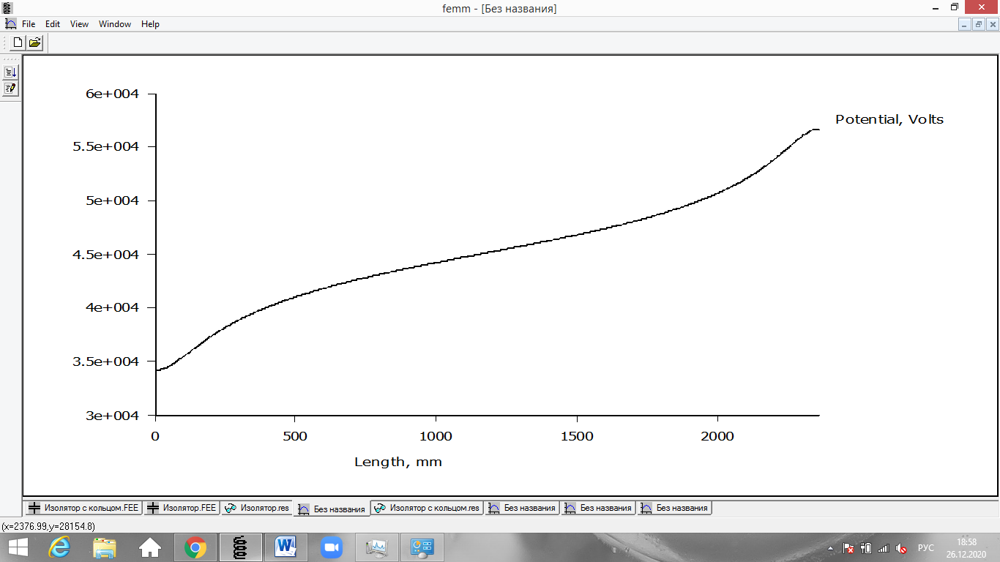 femm - [Без названия]
File Edit View Window Help
6e+004
Potential, Volts
5.5e+004
5e+004
4.5e+004
4e+004
3.5e+004
3e+004
0 500 1000 1500 2000
Length, mm
Изолятор с кольцом.FEE Изолятор.FEE Изолятор.res Без названия Изолятор с кольцом.res Без названия Без названия Без названия
(x=2376.99,y=28154.8)
РУС
18:58
26.12.2020